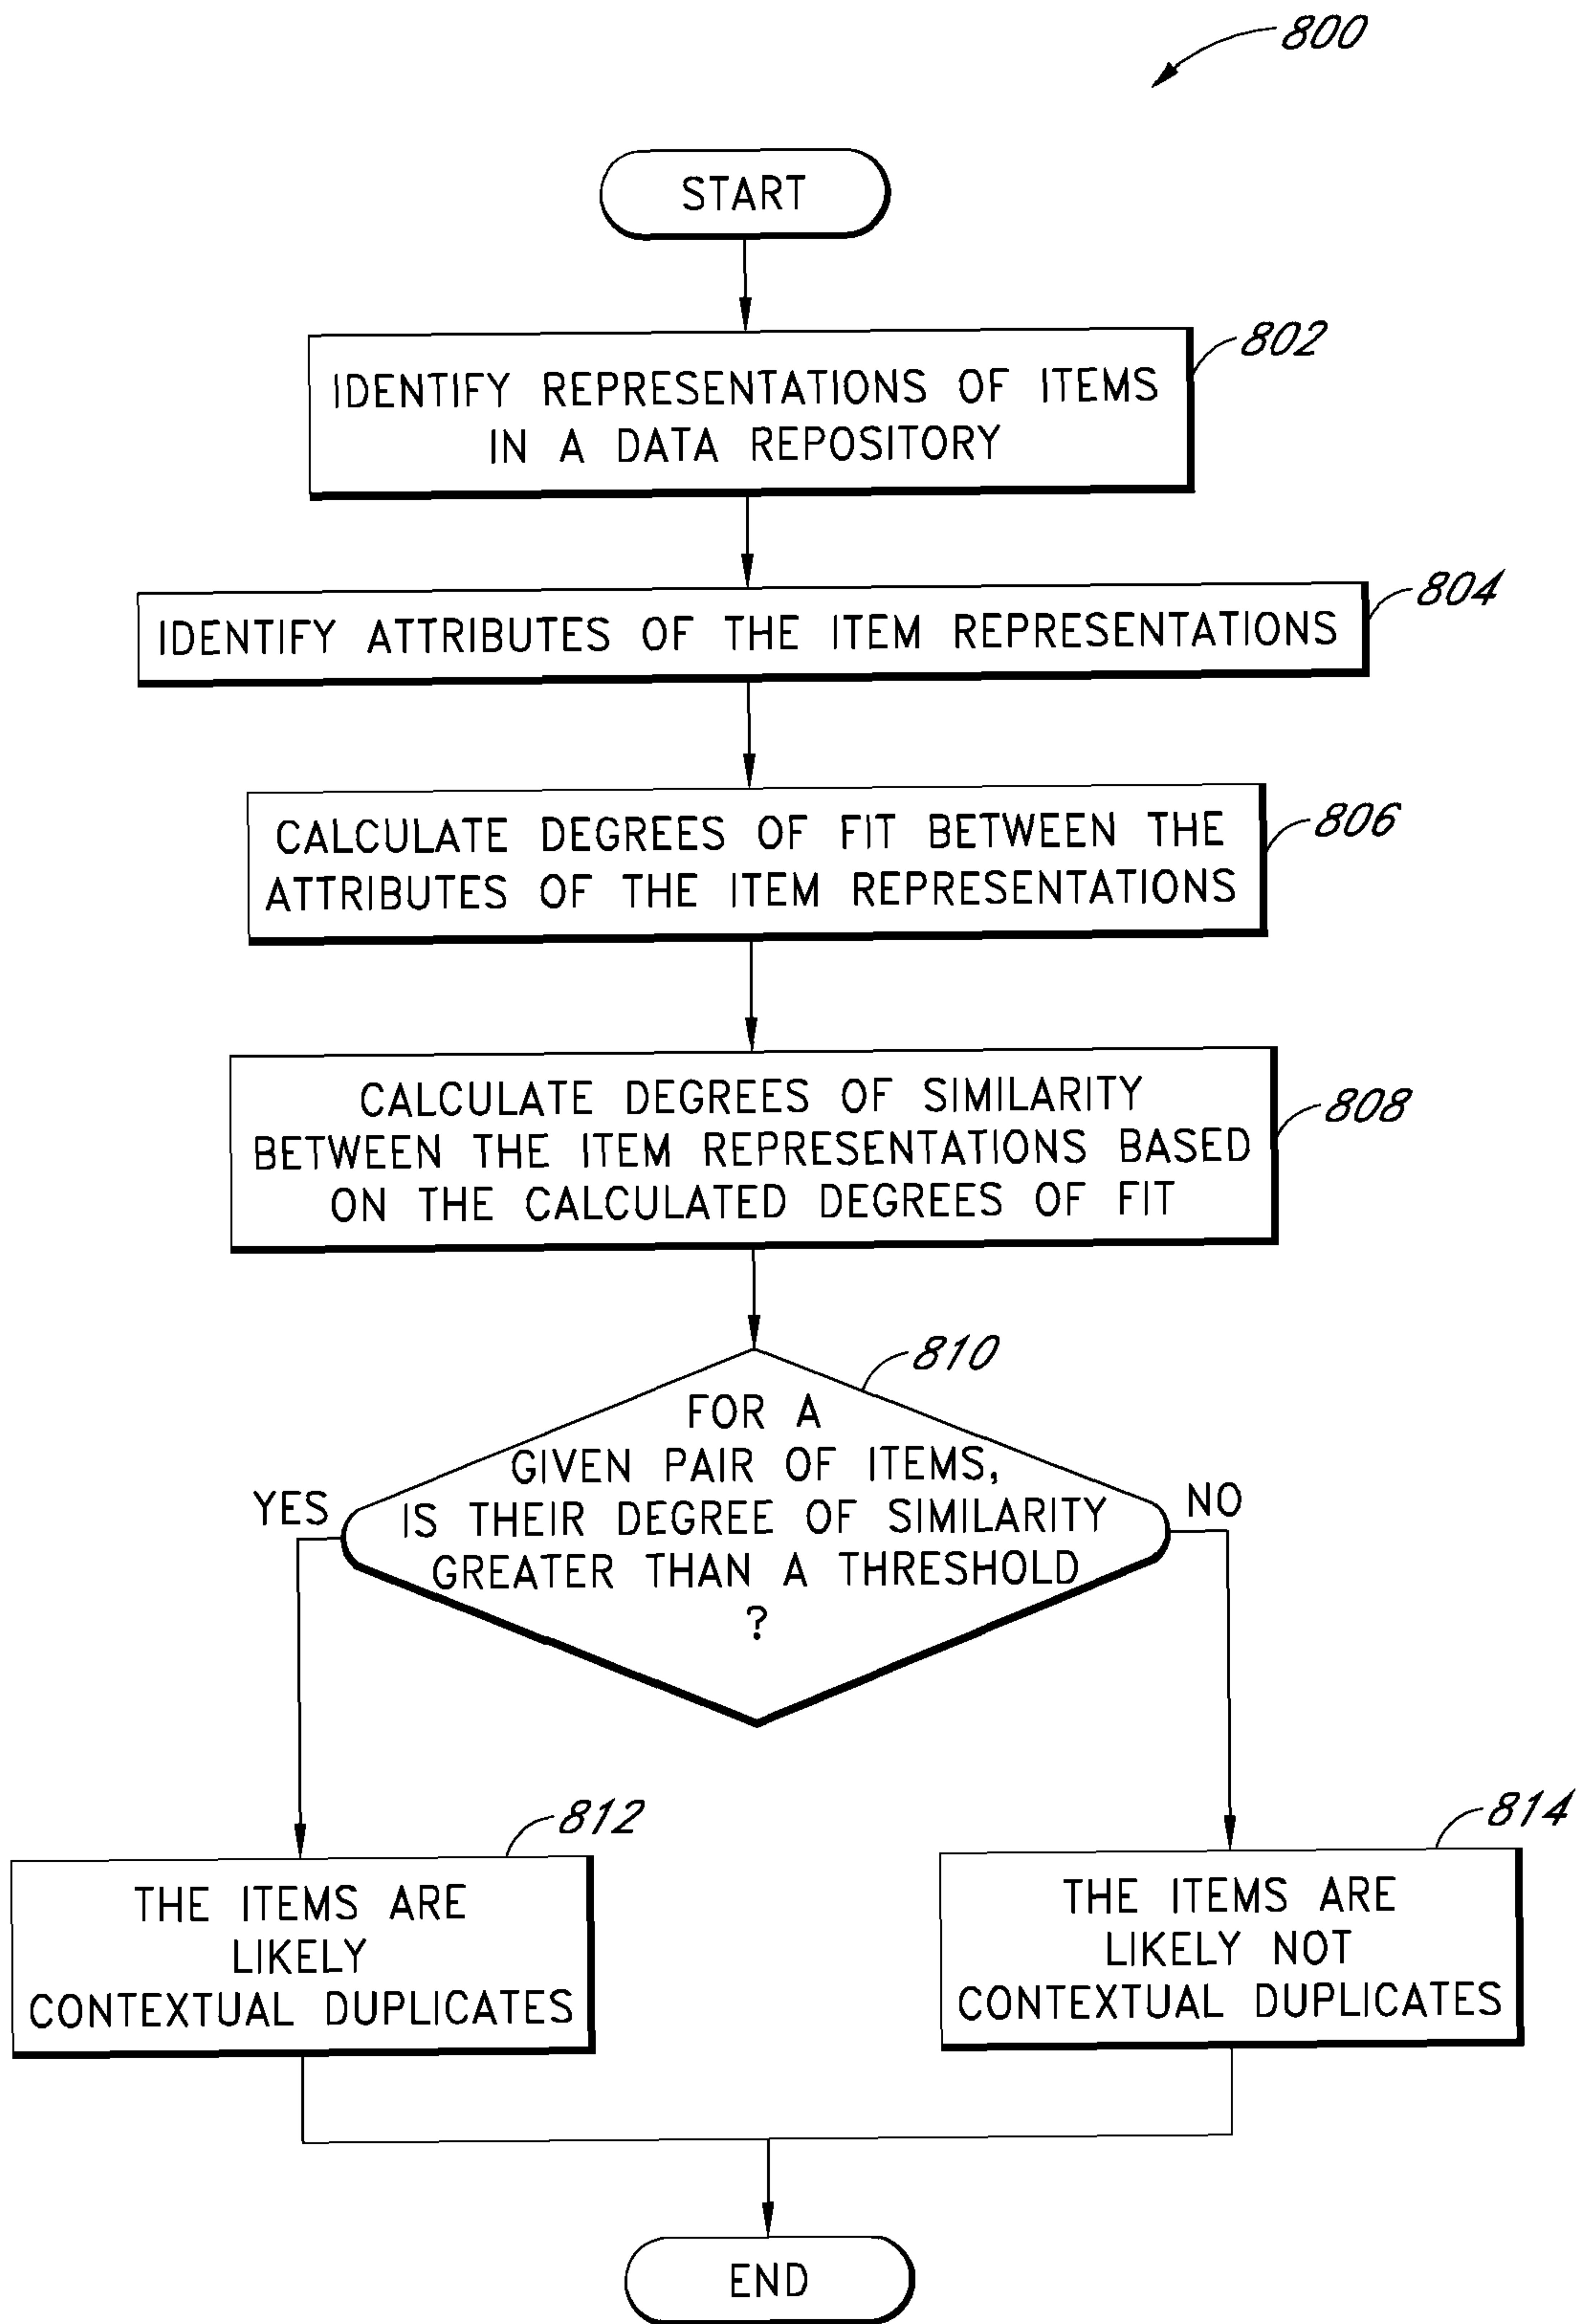 800
START
802
IDENTIFY REPRESENTATIONS OF ITEMS
IN A DATA REPOSITORY
804
IDENTIFY ATTRIBUTES OF THE ITEM REPRESENTATIONS
806
CALCULATE DEGREES OF FIT BETWEEN THE
ATTRIBUTES OF THE ITEM REPRESENTATIONS
808
CALCULATE DEGREES OF SIMILARITY
BETWEEN THE ITEM REPRESENTATIONS BASED
ON THE CALCULATED DEGREES OF FIT
810
FOR A
GIVEN PAIR OF ITEMS,
IS THEIR DEGREE OF SIMILARITY
GREATER THAN A THRESHOLD
?
YES
NO
812
THE ITEMS ARE
LIKELY
CONTEXTUAL DUPLICATES
814
THE ITEMS ARE
LIKELY NOT
CONTEXTUAL DUPLICATES
END